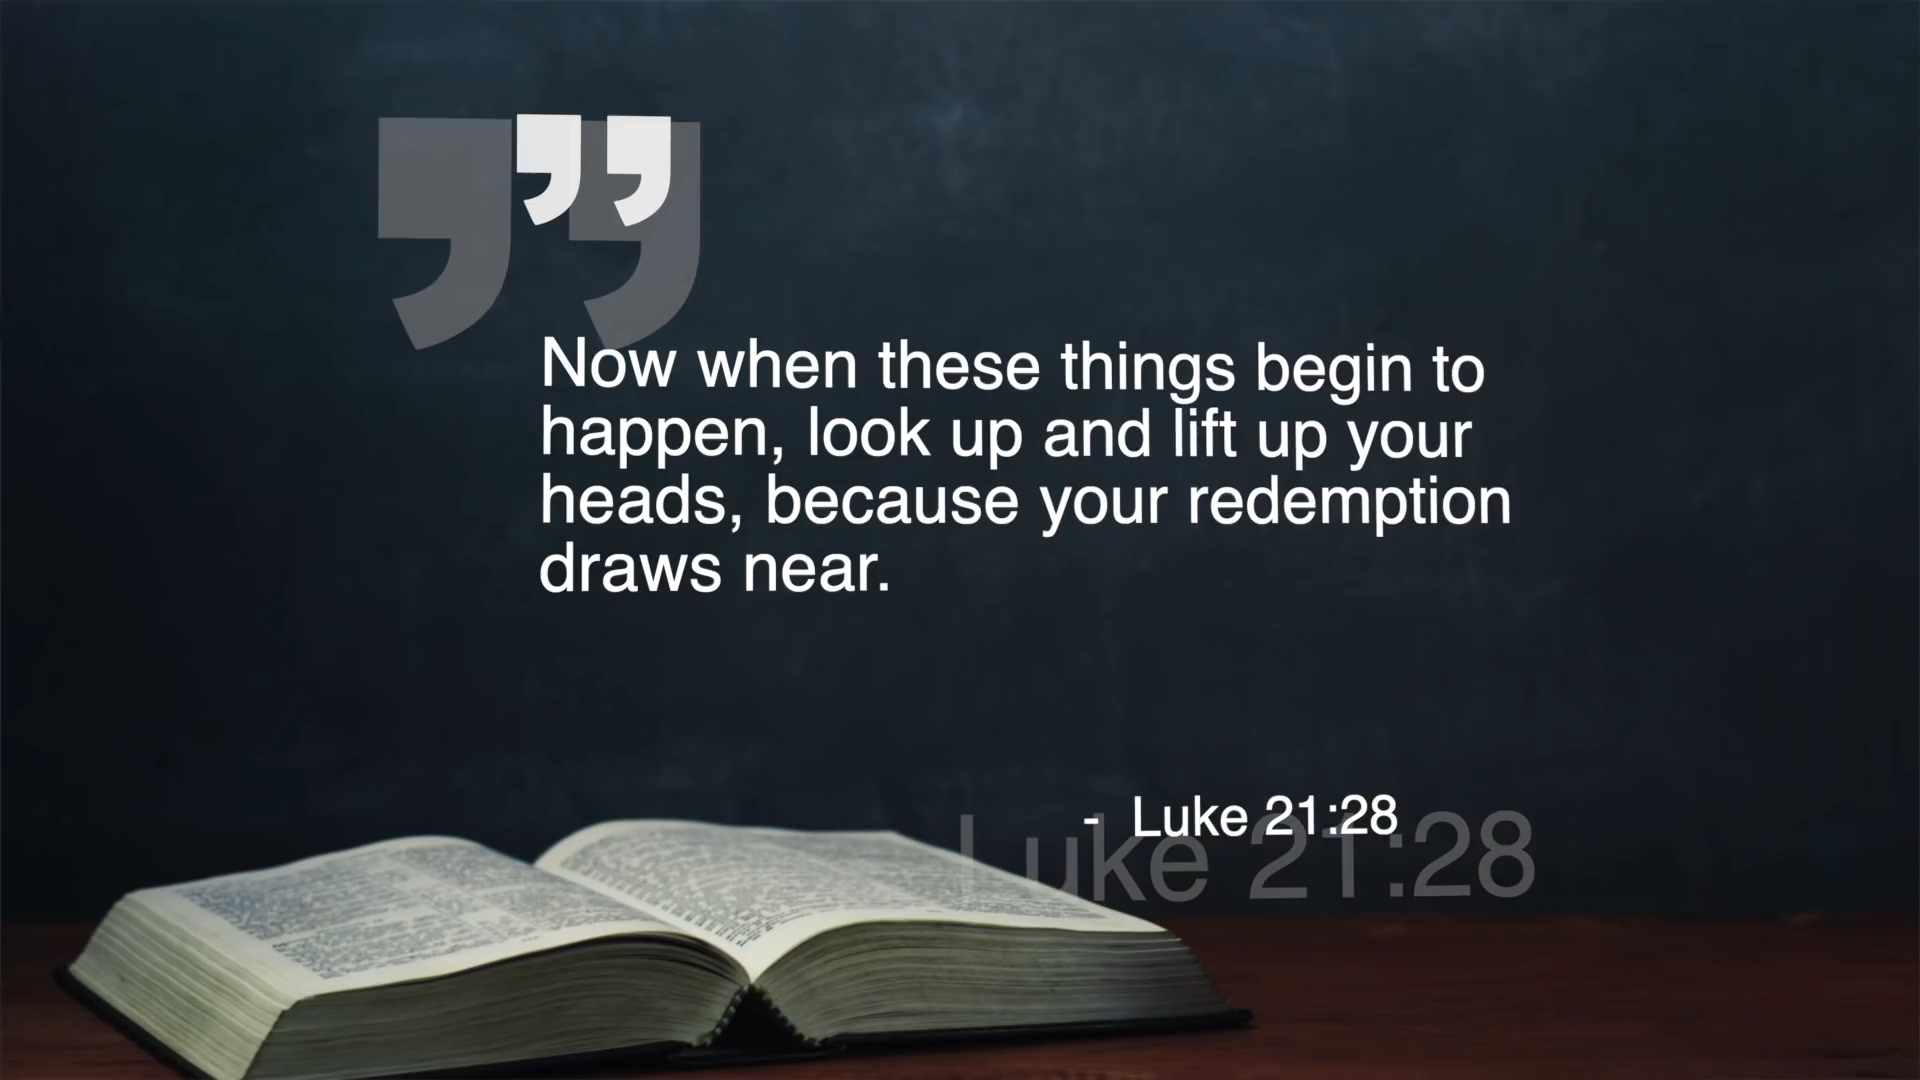 ”
Now when these things begin to
happen, look up and lift up your
heads, because your redemption
draws near.
- Luke 21:28
Luke 21:28